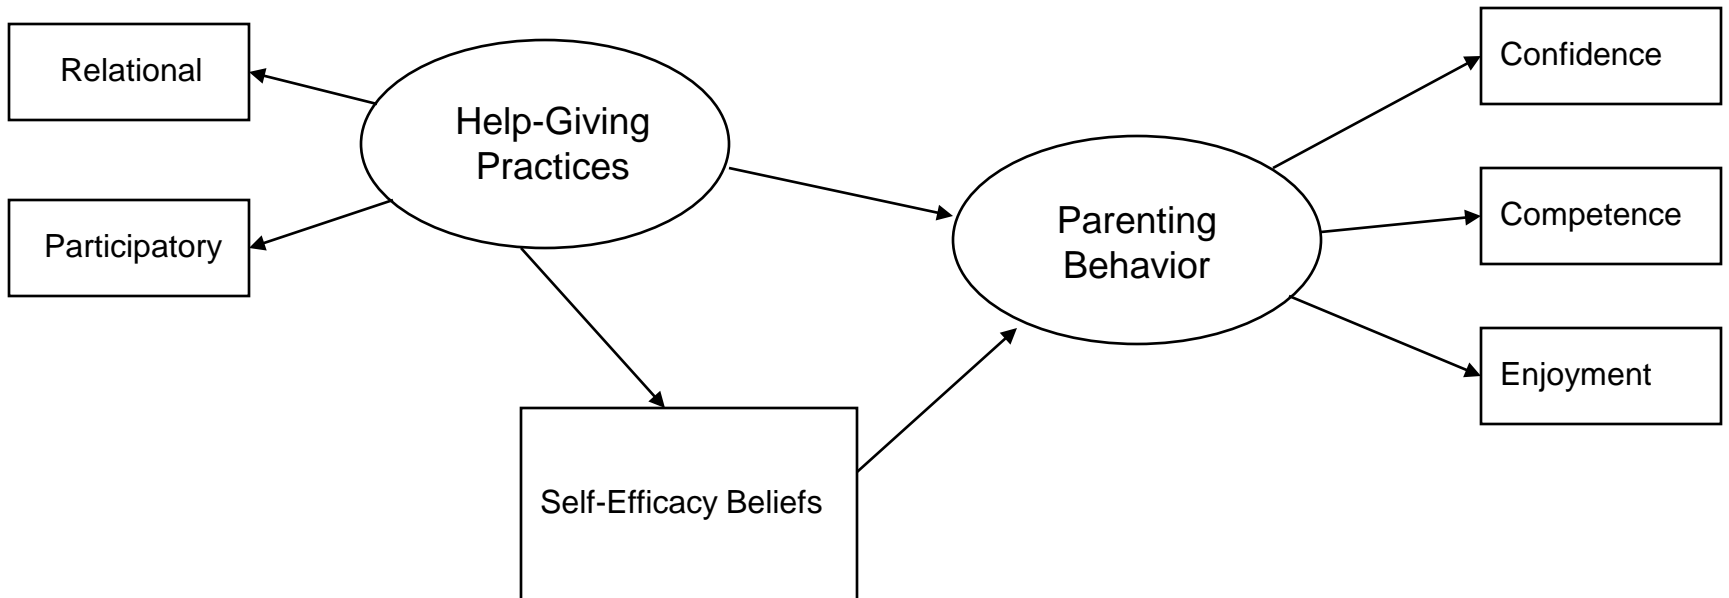 Relational
Participatory
Help-Giving
Practices
Self-Efficacy Beliefs
Parenting
Behavior
Confidence
Competence
Enjoyment